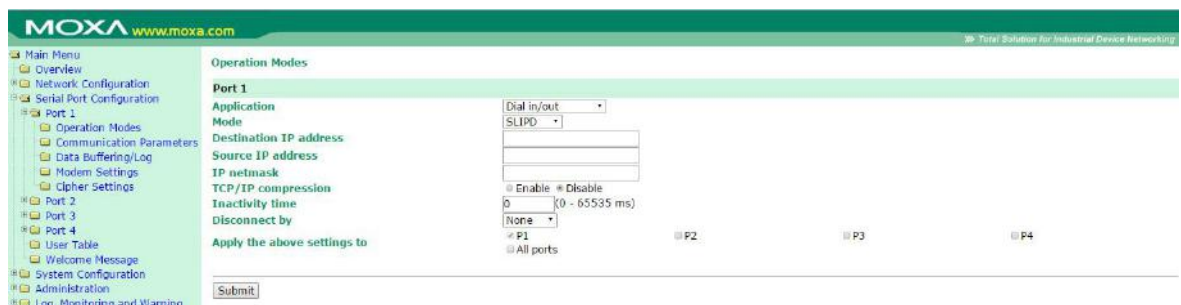 MOXA www.moxa.com
Total Solution for Industrial Device Networking
Main Menu
Overview
Network Configuration
Serial Port Configuration
Port 1
Operation Modes
Communication Parameters
Data Buffering/Log
Modem Settings
Cipher Settings
Port 2
Port 3
Port 4
User Table
Welcome Message
System Configuration
Administration
Log, Monitoring and Warning
Operation Modes
Port 1
Application Dial in/out
Mode SLIPD
Destination IP address
Source IP address
IP netmask
TCP/IP compression Enable Disable
Inactivity time 0 (0 - 65535 ms)
Disconnect by None
Apply the above settings to P1 P2 P3 P4
All ports
Submit